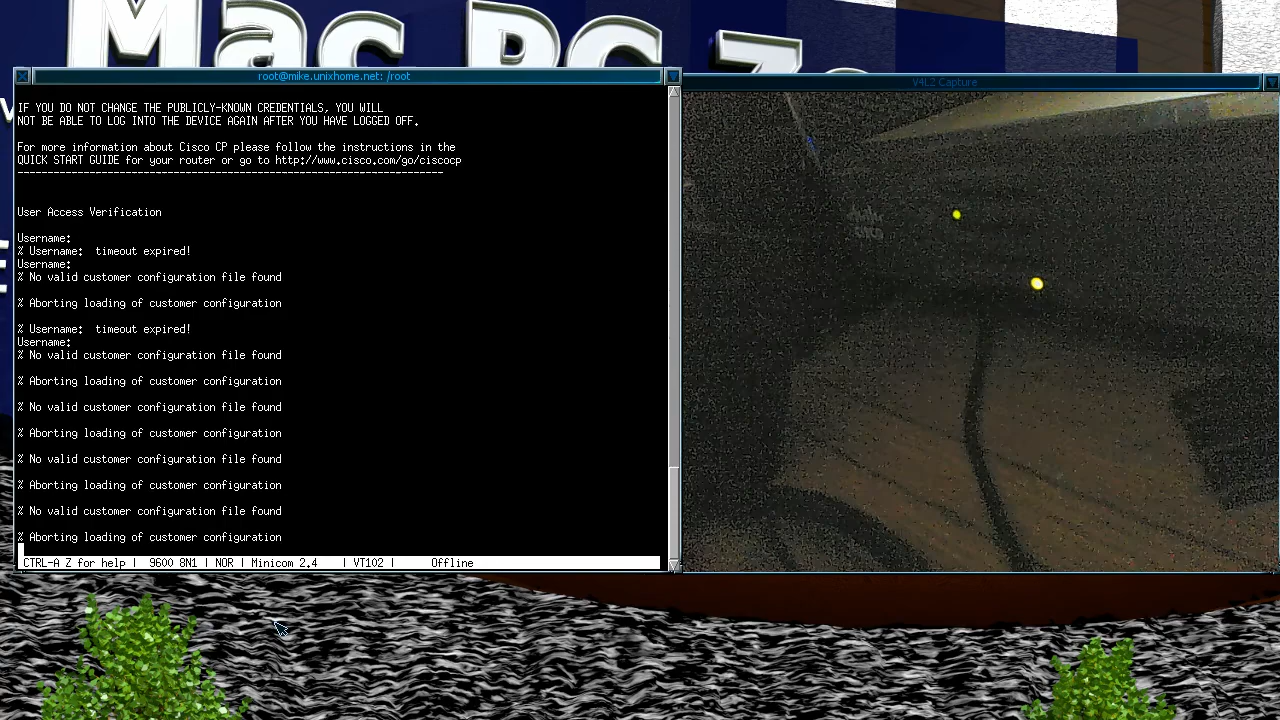 Mac PC Z
root@mike.unixhome.net: /root
IF YOU DO NOT CHANGE THE PUBLICLY-KNOWN CREDENTIALS, YOU WILL
NOT BE ABLE TO LOG INTO THE DEVICE AGAIN AFTER YOU HAVE LOGGED OFF.
For more information about Cisco CP please follow the instructions in the
QUICK START GUIDE for your router or go to http://www.cisco.com/go/ciscocp
-----------------------------------------------------------------------
User Access Verification
Username:
% Username:  timeout expired!
Username:
% No valid customer configuration file found
% Aborting loading of customer configuration
% Username:  timeout expired!
Username:
% No valid customer configuration file found
% Aborting loading of customer configuration
% No valid customer configuration file found
% Aborting loading of customer configuration
% No valid customer configuration file found
% Aborting loading of customer configuration
% No valid customer configuration file found
% Aborting loading of customer configuration
CTRL-A Z for help |  9600 8N1 | NOR | Minicom 2.4    | VT102 |      Offline
V4L2 Capture